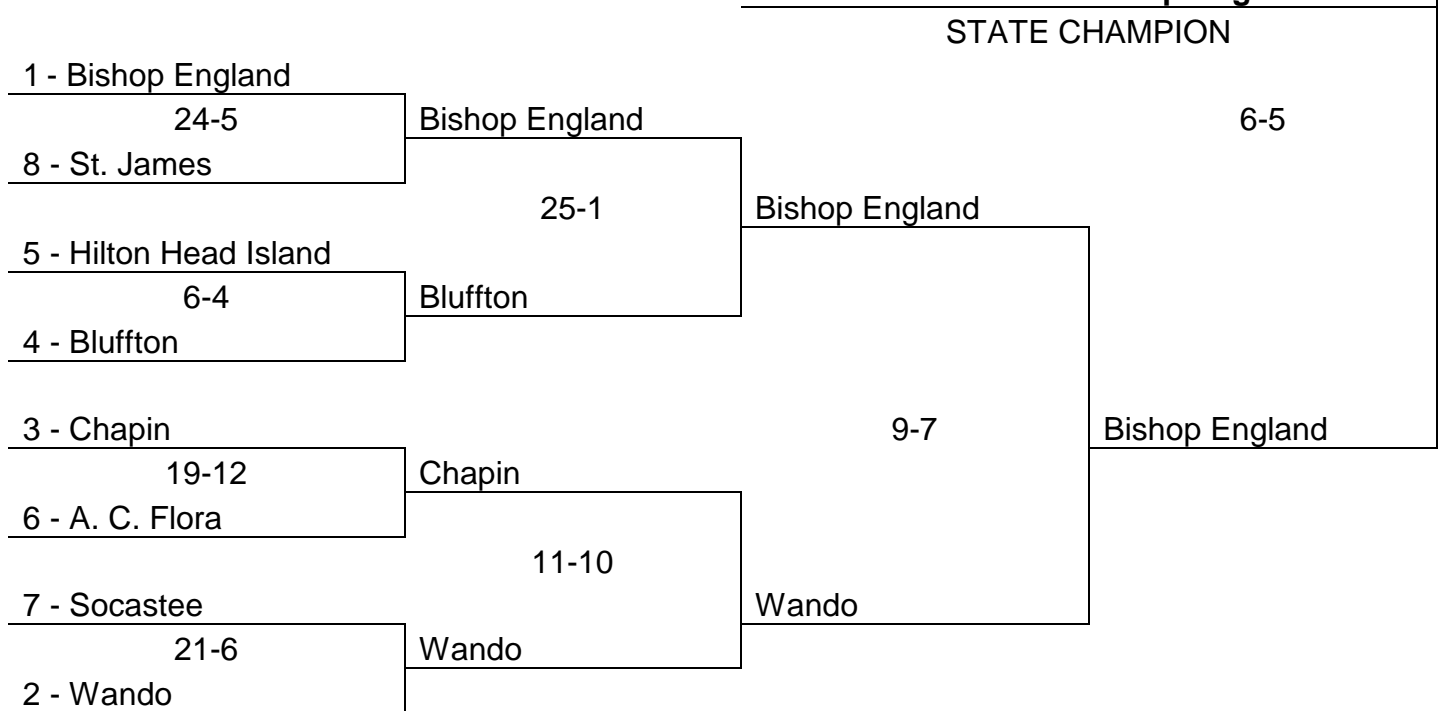 STATE CHAMPION
1 - Bishop England
24-5 Bishop England 6-5
8 - St. James
25-1 Bishop England
5 - Hilton Head Island
6-4 Bluffton
4 - Bluffton
3 - Chapin 9-7 Bishop England
19-12 Chapin
6 - A. C. Flora
11-10
7 - Socastee Wando
21-6 Wando
2 - Wando